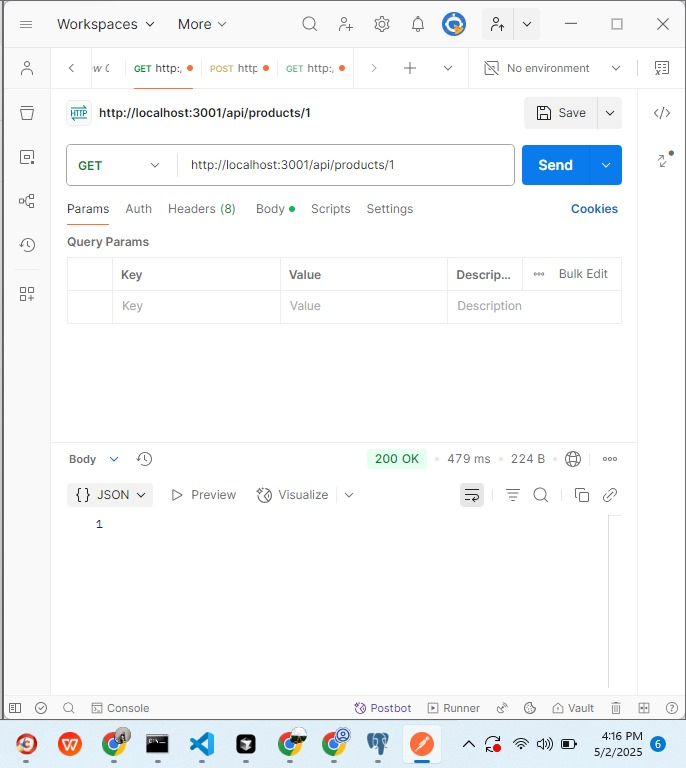 Workspaces More
GET http:, POST http GET http:, No environment
HTTP http://localhost:3001/api/products/1 Save
GET http://localhost:3001/api/products/1 Send
Params Auth Headers (8) Body Scripts Settings Cookies
Query Params
Key Value Descrip... Bulk Edit
Key Value Description
Body 200 OK 479 ms 224 B
{} JSON Preview Visualize
1
Console Postbot Runner Vault
4:16 PM
5/2/2025 6